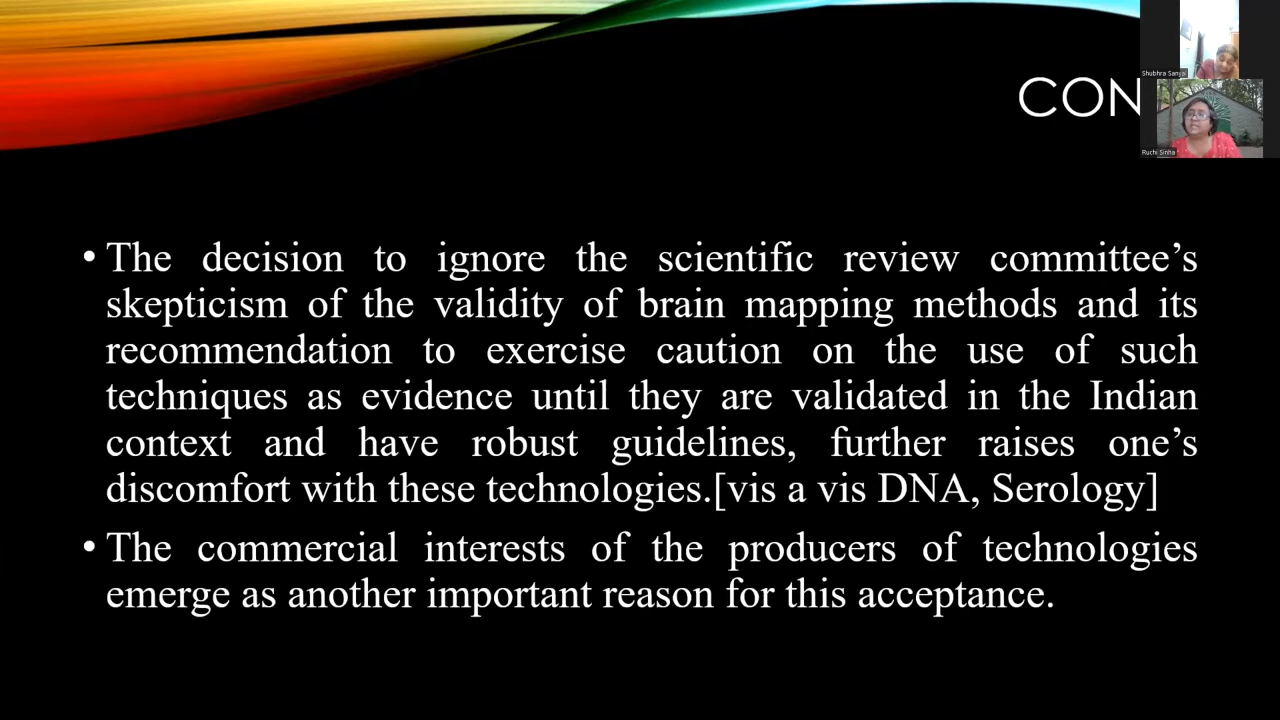 CON
Shubhra Sanyal
Ruchi Sinha
• The decision to ignore the scientific review committee’s
skepticism of the validity of brain mapping methods and its
recommendation to exercise caution on the use of such
techniques as evidence until they are validated in the Indian
context and have robust guidelines, further raises one’s
discomfort with these technologies.[vis a vis DNA, Serology]
• The commercial interests of the producers of technologies
emerge as another important reason for this acceptance.